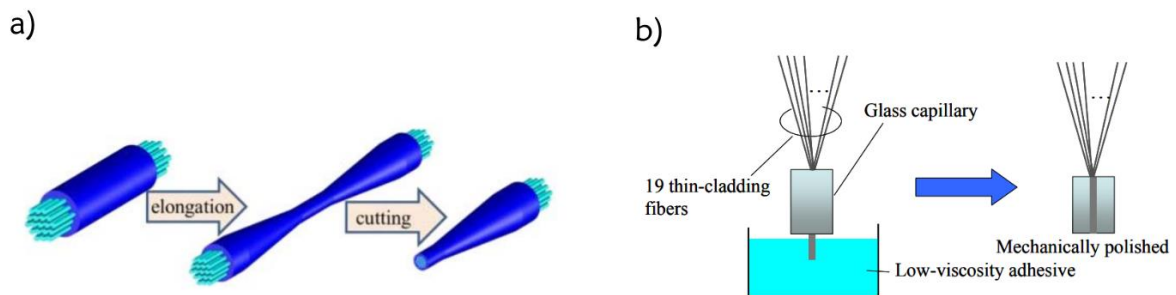 a)
elongation
cutting
b)
Glass capillary
19 thin-cladding
fibers
Mechanically polished
Low-viscosity adhesive